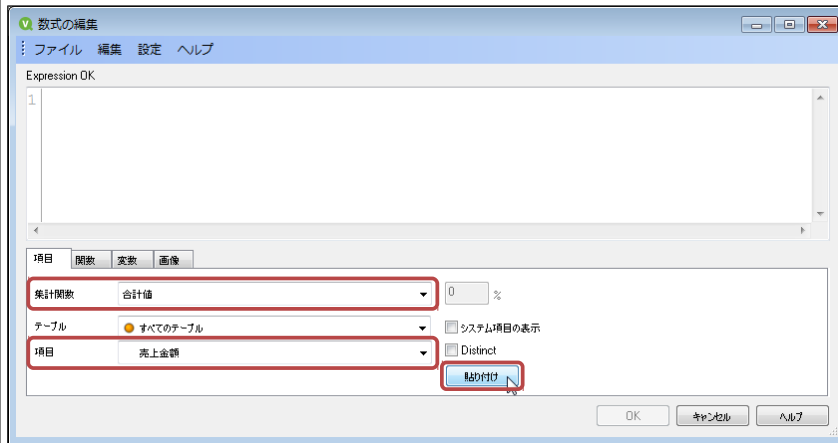 数式の編集
ファイル 編集 設定 ヘルプ
Expression OK
1
項目 関数 変数 画像
集計関数 合計値 0 %
テーブル すべてのテーブル システム項目の表示
項目 売上金額 Distinct
貼り付け
OK キャンセル ヘルプ